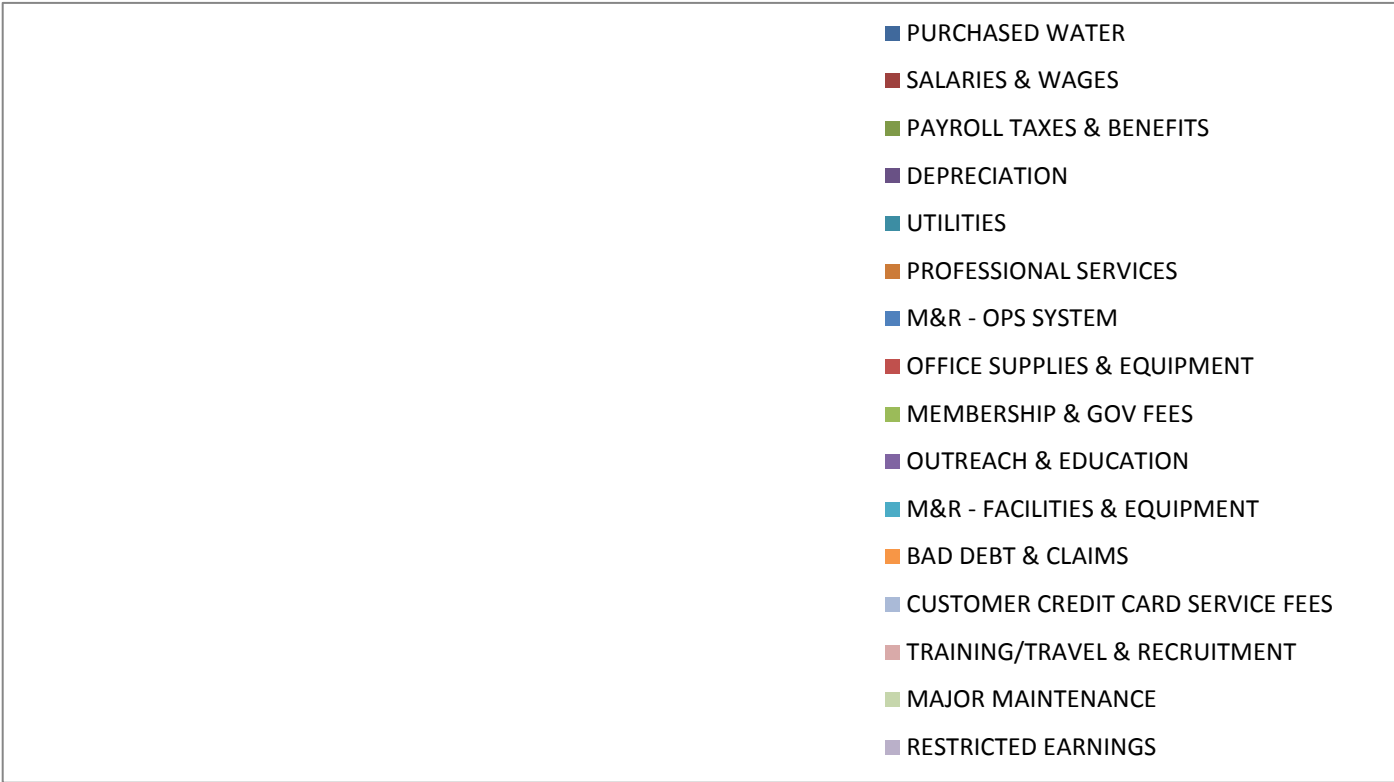 PURCHASED WATER
SALARIES & WAGES
PAYROLL TAXES & BENEFITS
DEPRECIATION
UTILITIES
PROFESSIONAL SERVICES
M&R - OPS SYSTEM
OFFICE SUPPLIES & EQUIPMENT
MEMBERSHIP & GOV FEES
OUTREACH & EDUCATION
M&R - FACILITIES & EQUIPMENT
BAD DEBT & CLAIMS
CUSTOMER CREDIT CARD SERVICE FEES
TRAINING/TRAVEL & RECRUITMENT
MAJOR MAINTENANCE
RESTRICTED EARNINGS